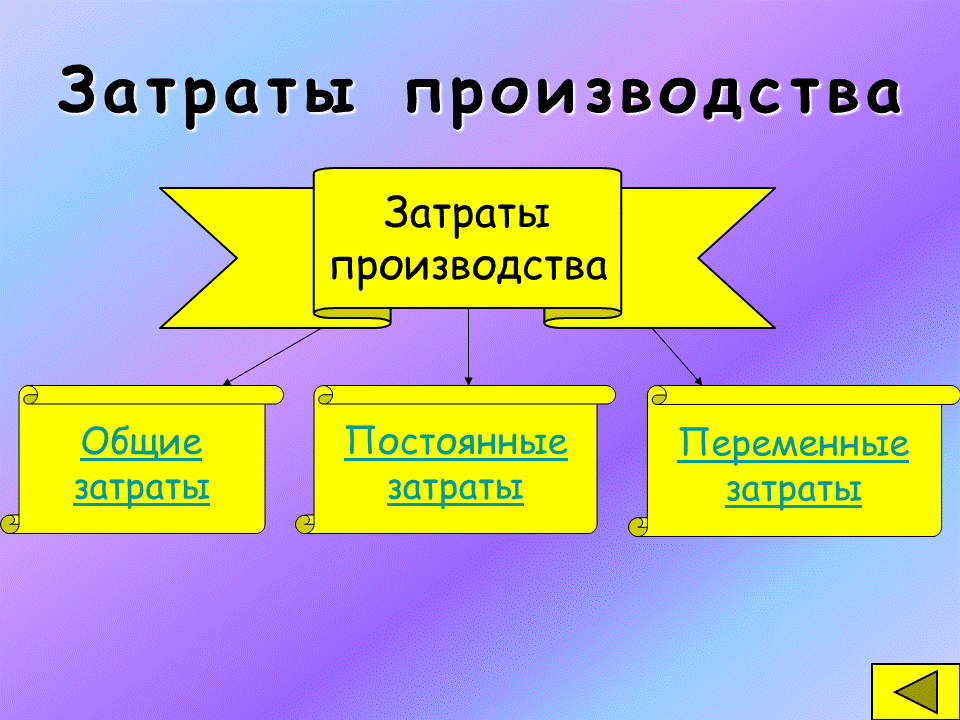 Затраты производства
Затраты
производства
Общие
затраты
Постоянные
затраты
Переменные
затраты